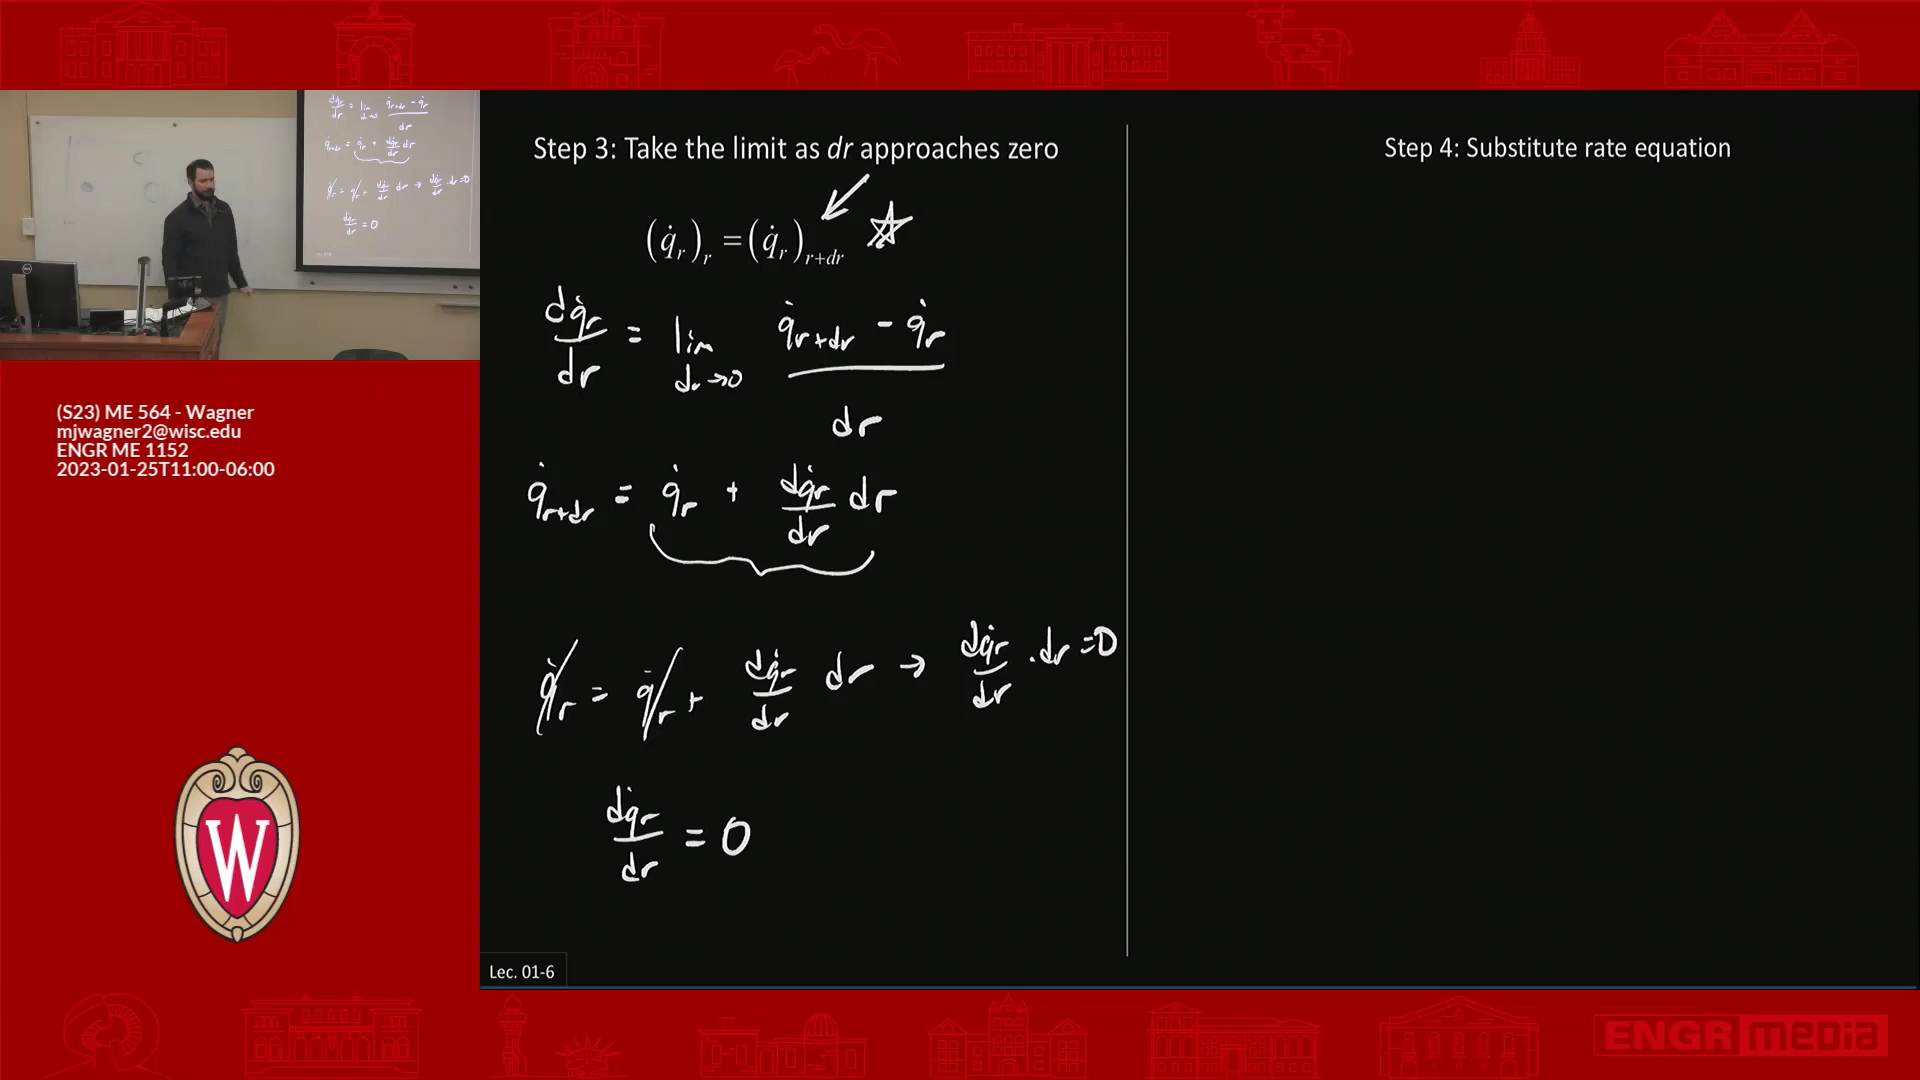 Step 3: Take the limit as dr approaches zero
(q̇r)r = (q̇r)r+dr ☆
dq̇r/dr = lim dr→0 (q̇r+dr - q̇r)/dr
q̇r+dr = q̇r + dq̇r/dr dr
q̇r = q̇r + dq̇r/dr dr → dq̇r/dr · dr = 0
dq̇r/dr = 0
Lec. 01-6
Step 4: Substitute rate equation
(S23) ME 564 - Wagner
mjwagner2@wisc.edu
ENGR ME 1152
2023-01-25T11:00-06:00
W
ENGR media